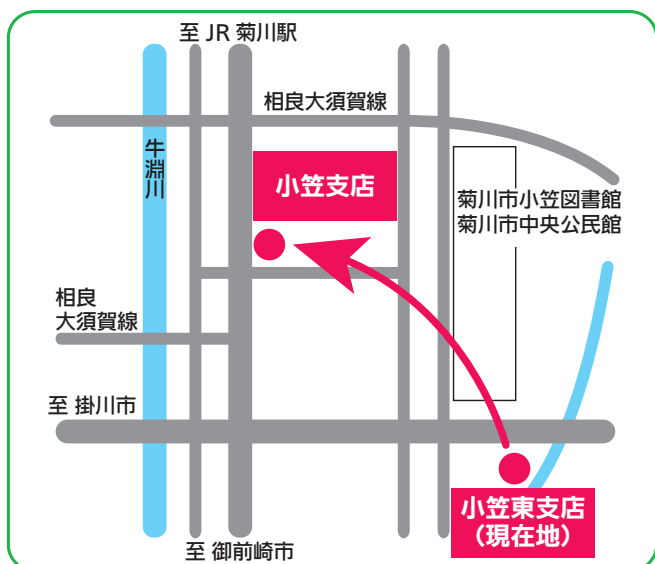 至 JR 菊川駅
相良大須賀線
牛淵川
小笠支店
菊川市小笠図書館
菊川市中央公民館
相良
大須賀線
至 掛川市
小笠東支店
（現在地）
至 御前崎市